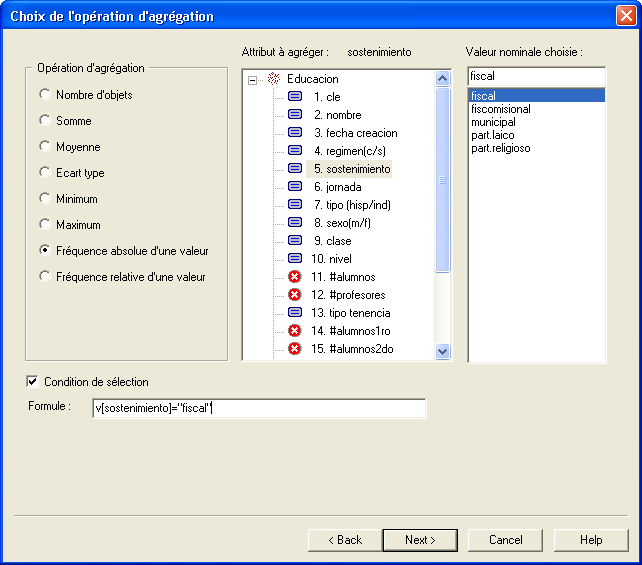 Choix de l'opération d'agrégation
Attribut à agréger : sostenimiento
Valeur nominale choisie :
Opération d'agrégation
Nombre d'objets
Somme
Moyenne
Ecart type
Minimum
Maximum
Fréquence absolue d'une valeur
Fréquence relative d'une valeur
Educacion
1. cle
2. nombre
3. fecha creacion
4. regimen(c/s)
5. sostenimiento
6. jornada
7. tipo (hisp/ind)
8. sexo(m/f)
9. clase
10. nivel
11. #alumnos
12. #profesores
13. tipo tenencia
14. #alumnos1ro
15. #alumnos2do
fiscal
fiscal
fiscomisional
municipal
part.laico
part.religioso
Condition de sélection
Formule : v[sostenimiento]="fiscal"
< Back
Next >
Cancel
Help